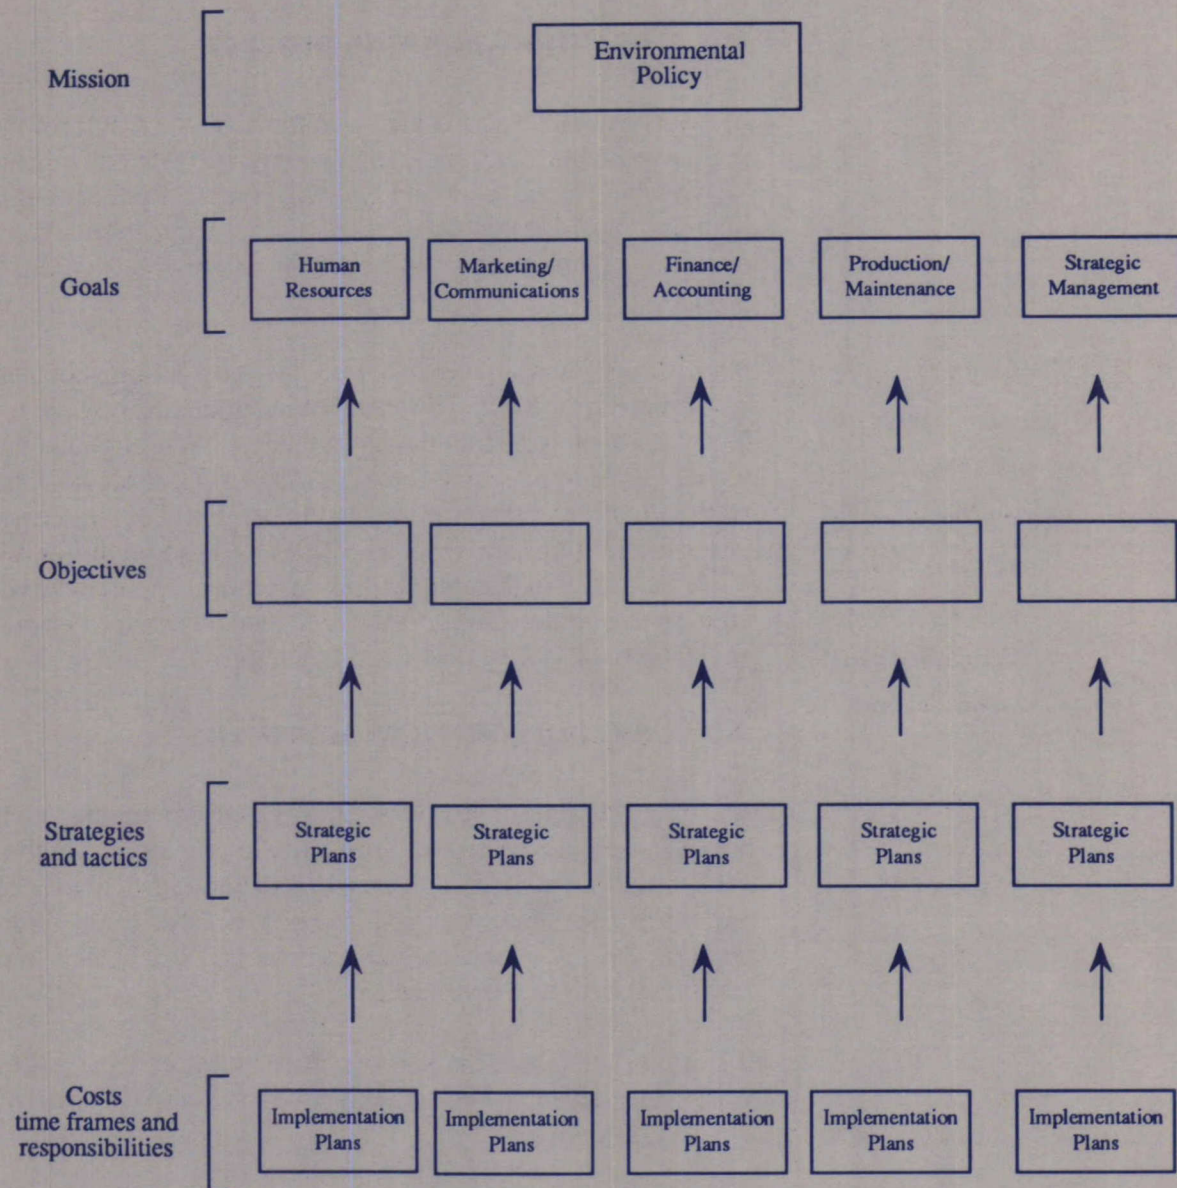 Mission
Environmental
Policy
Goals
Human
Resources
Marketing/
Communications
Finance/
Accounting
Production/
Maintenance
Strategic
Management
Objectives
Strategies
and tactics
Strategic
Plans
Strategic
Plans
Strategic
Plans
Strategic
Plans
Strategic
Plans
Costs
time frames and
responsibilities
Implementation
Plans
Implementation
Plans
Implementation
Plans
Implementation
Plans
Implementation
Plans